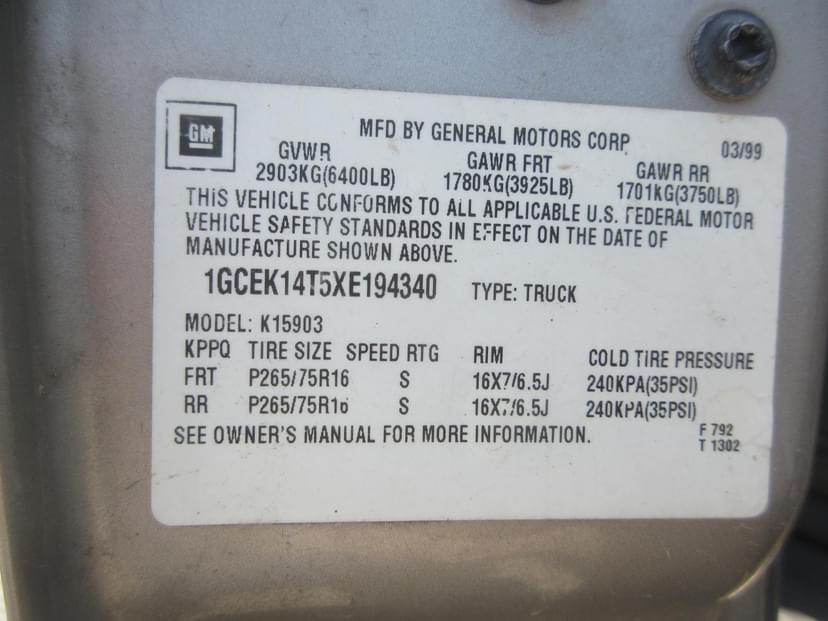 GM
MFD BY GENERAL MOTORS CORP 03/99
GVWR GAWR FRT GAWR RR
2903KG(6400LB) 1780KG(3925LB) 1701KG(3750LB)
THIS VEHICLE CONFORMS TO ALL APPLICABLE U.S. FEDERAL MOTOR
VEHICLE SAFETY STANDARDS IN EFFECT ON THE DATE OF
MANUFACTURE SHOWN ABOVE.
1GCEK14T5XE194340 TYPE: TRUCK
MODEL: K15903
KPPQ TIRE SIZE SPEED RTG RIM COLD TIRE PRESSURE
FRT P265/75R16 S 16X7/6.5J 240KPA(35PSI)
RR P265/75R16 S 16X7/6.5J 240KPA(35PSI)
SEE OWNER'S MANUAL FOR MORE INFORMATION. F 792
T 1302